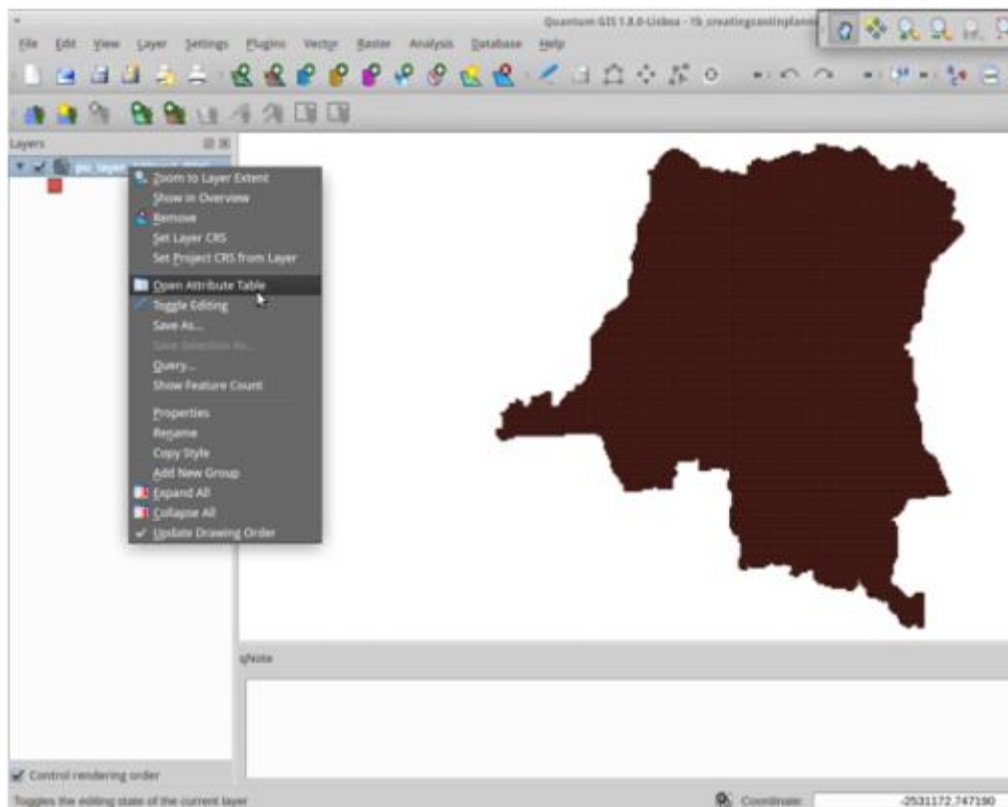 Quantum GIS 1.8.0-Lisboa - 1b_creatingzoninplann
File Edit View Layer Settings Plugins Vector Raster Analysis Database Help
Layers
pu_layer
Zoom to Layer Extent
Show in Overview
Remove
Set Layer CRS
Set Project CRS from Layer
Open Attribute Table
Toggle Editing
Save As...
Save Selection As...
Query...
Show Feature Count
Properties
Rename
Copy Style
Add New Group
Expand All
Collapse All
Update Drawing Order
qNote
Control rendering order
Toggles the editing state of the current layer
Coordinate:
-2531172,747190